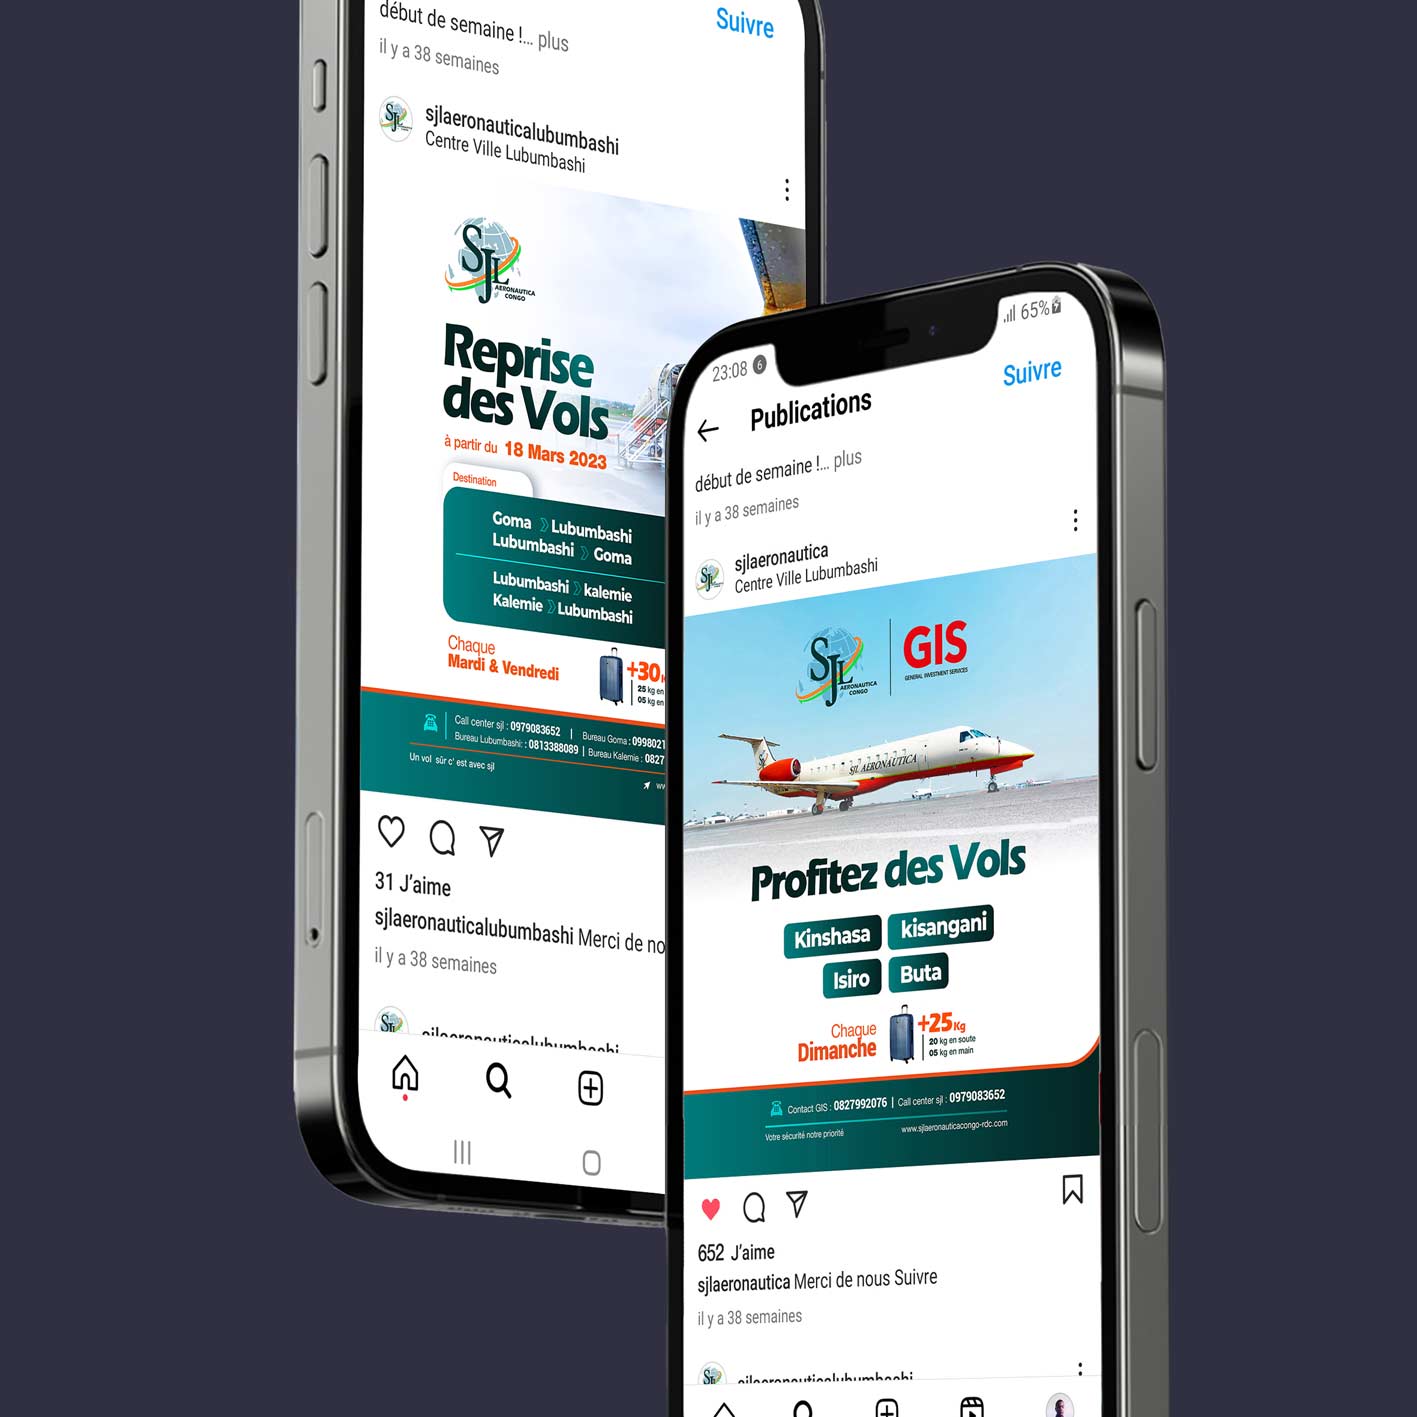 début de semaine !... plus
Suivre
il y a 38 semaines
sjlaeronauticalubumbashi
Centre Ville Lubumbashi
SJL
AERONAUTICA
CONGO
Reprise
des Vols
à partir du 18 Mars 2023
Destination
Goma Lubumbashi
Lubumbashi Goma
Lubumbashi kalemie
Kalemie Lubumbashi
Chaque
Mardi & Vendredi
+30
25 kg en
05 kg en
Call center sjl : 0979083652 | Bureau Goma : 0998021
Bureau Lubumbashi: : 0813388089 | Bureau Kalemie : 0827
Un vol sûr c' est avec sjl
31 J'aime
sjlaeronauticalubumbashi Merci de no
il y a 38 semaines
sjlaeronauticalubumbashi
23:08 6
65%
Suivre
Publications
début de semaine !... plus
il y a 38 semaines
sjlaeronautica
Centre Ville Lubumbashi
SJL
AERONAUTICA
CONGO
GIS
GENERAL INVESTMENT SERVICES
SJL
SJL AERONAUTICA
Profitez des Vols
Kinshasa kisangani
Isiro Buta
Chaque
Dimanche
+25Kg
20 kg en soute
05 kg en main
Contact GIS : 0827992076 | Call center sjl : 0979083652
Votre sécurité notre priorité
www.sjlaeronauticacongo-rdc.com
652 J'aime
sjlaeronautica Merci de nous Suivre
il y a 38 semaines
sjlaeronauticalubumbashi